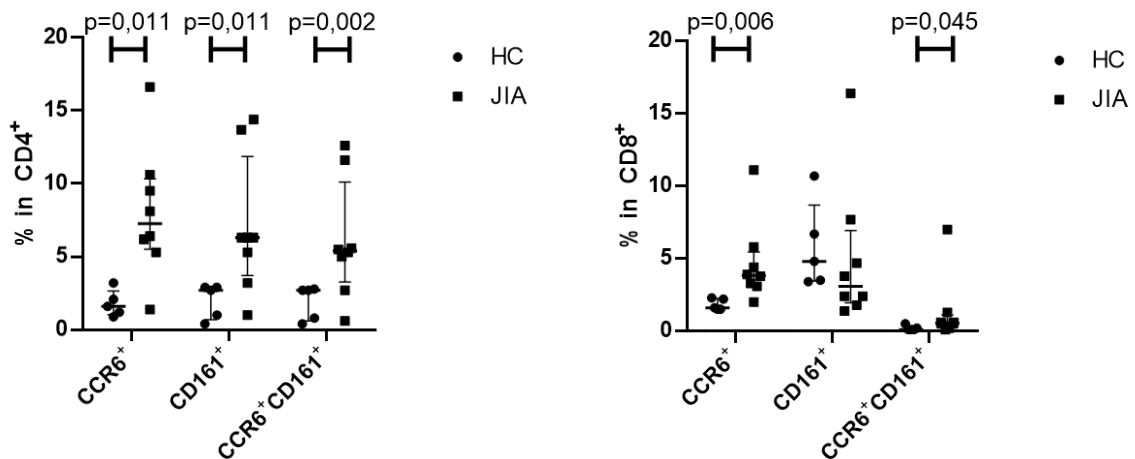 p=0,011 p=0,011 p=0,002
20
15
10
5
0
% in CD4⁺
HC
JIA
CCR6⁺
CD161⁺
CCR6⁺CD161⁺
p=0,006 p=0,045
20
15
10
5
0
% in CD8⁺
HC
JIA
CCR6⁺
CD161⁺
CCR6⁺CD161⁺